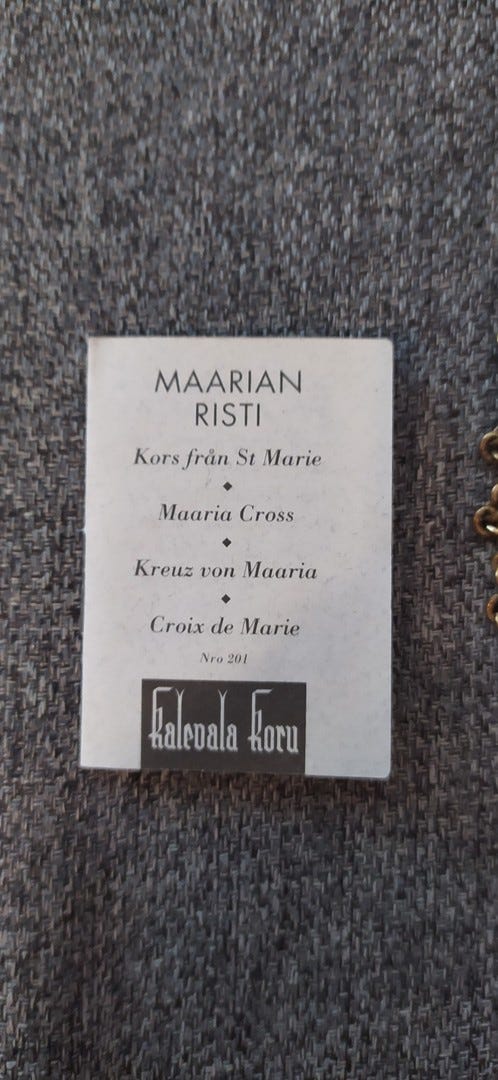 MAARIAN
RISTI
Kors från St Marie
Maaria Cross
Kreuz von Maaria
Croix de Marie
Nro 201
Kalevala Koru